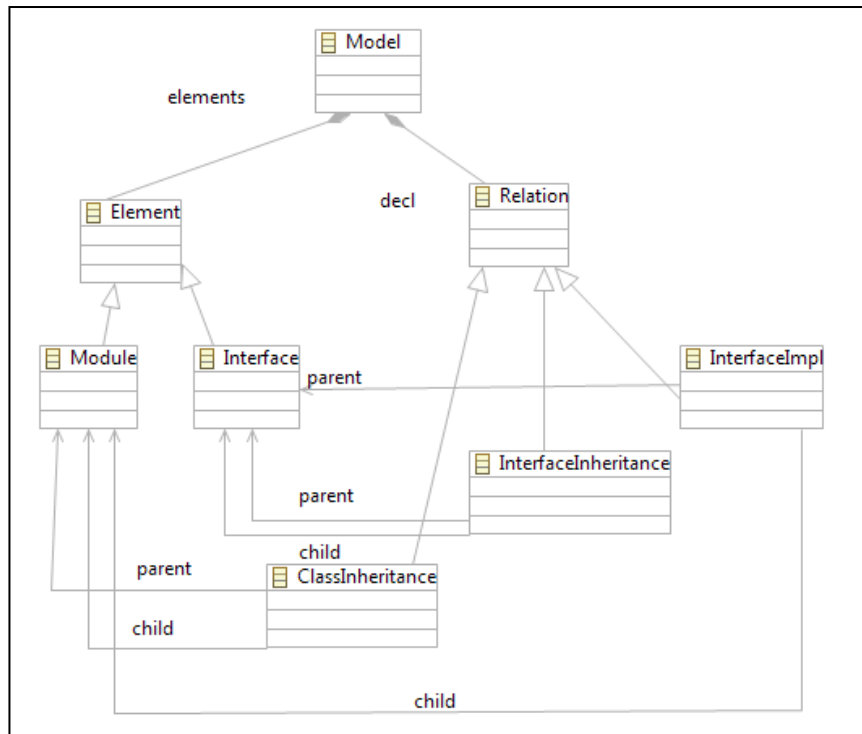 Model
elements
Element
decl
Relation
Module
Interface
InterfaceImpl
parent
InterfaceInheritance
parent
child
ClassInheritance
parent
child
child